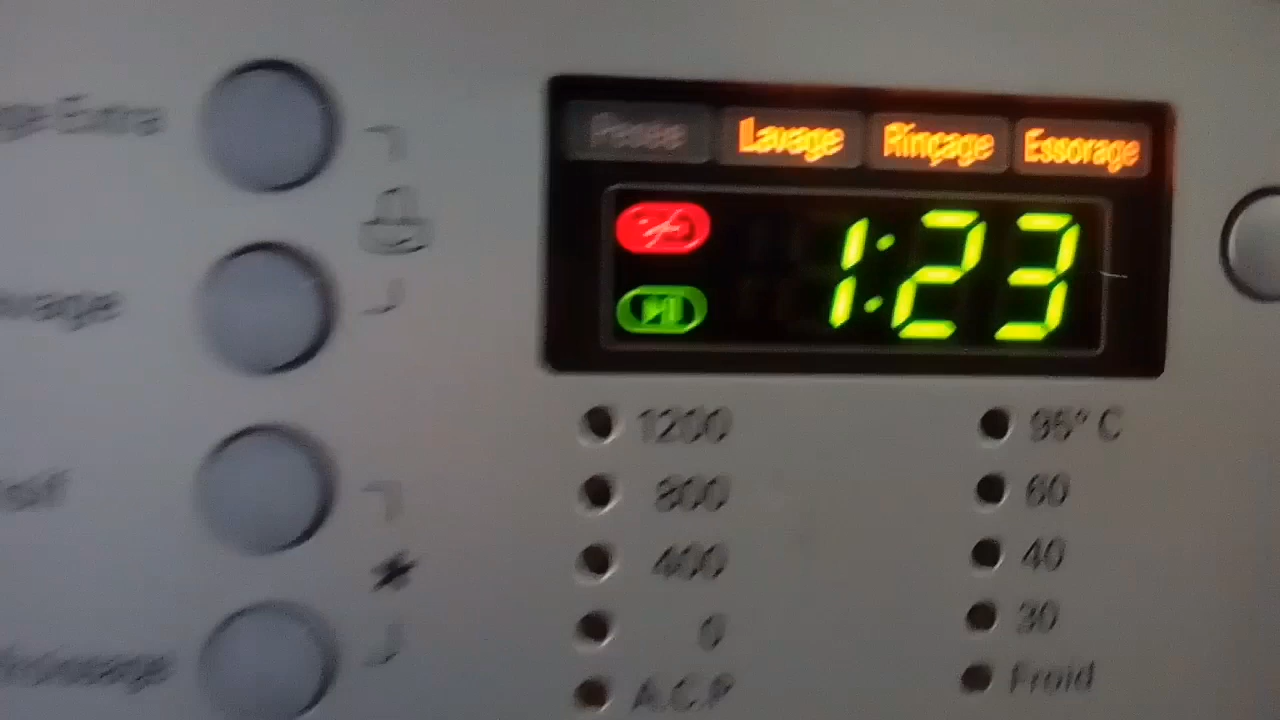 Lavage Rinçage Essorage
1:23
1200 95° C
800 60
400 40
0 30
A.C.P Froid